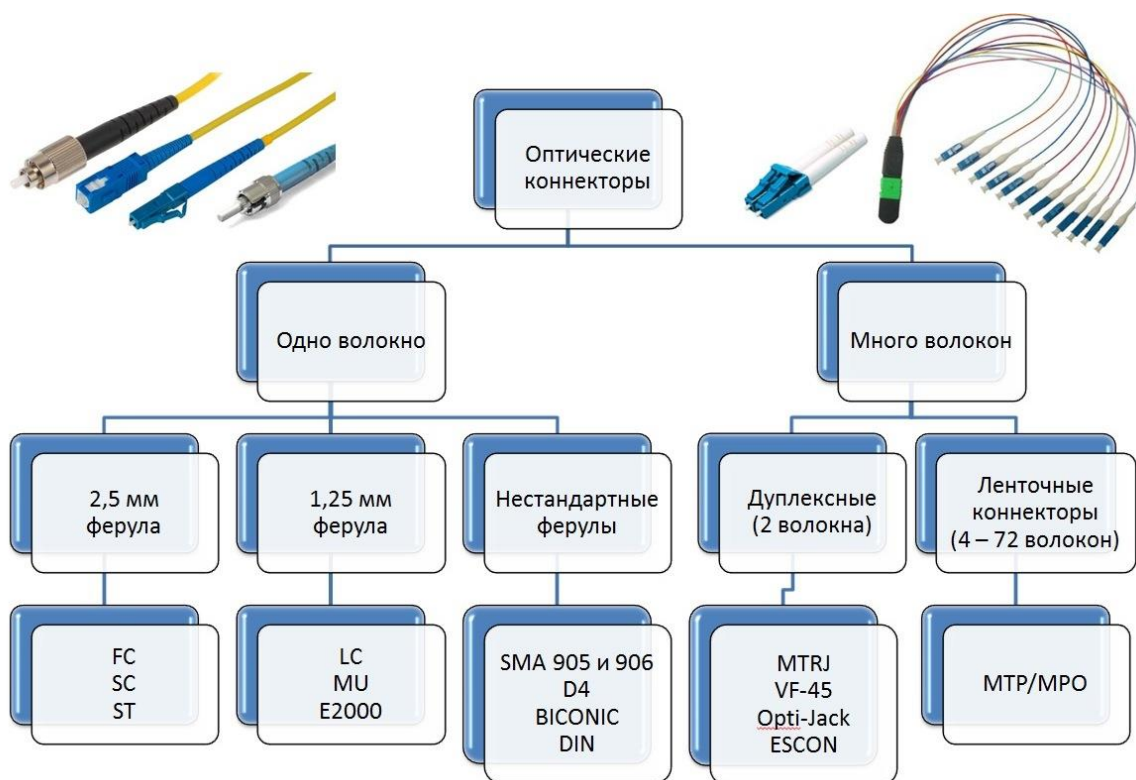 Оптические
коннекторы
Одно волокно
Много волокон
2,5 мм
ферула
1,25 мм
ферула
Нестандартные
ферулы
Дуплексные
(2 волокна)
Ленточные
коннекторы
(4 – 72 волокон)
FC
SC
ST
LC
MU
E2000
SMA 905 и 906
D4
BICONIC
DIN
MTRJ
VF-45
Opti-Jack
ESCON
MTP/MPO